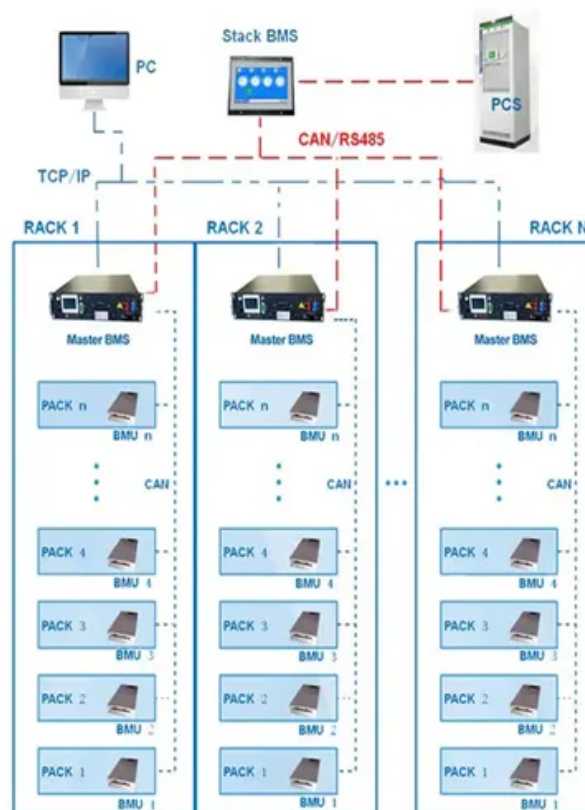 PC
Stack BMS
PCS
CAN/RS485
TCP/IP
RACK 1
RACK 2
RACK N
Master BMS
Master BMS
Master BMS
PACK n
BMU n
PACK n
BMU n
PACK n
BMU n
CAN
CAN
CAN
PACK 4
BMU 4
PACK 4
BMU 4
PACK 4
BMU 4
PACK 3
BMU 3
PACK 3
BMU 3
PACK 3
BMU 3
PACK 2
BMU 2
PACK 2
BMU 2
PACK 2
BMU 2
PACK 1
BMU 1
PACK 1
BMU 1
PACK 1
BMU 1